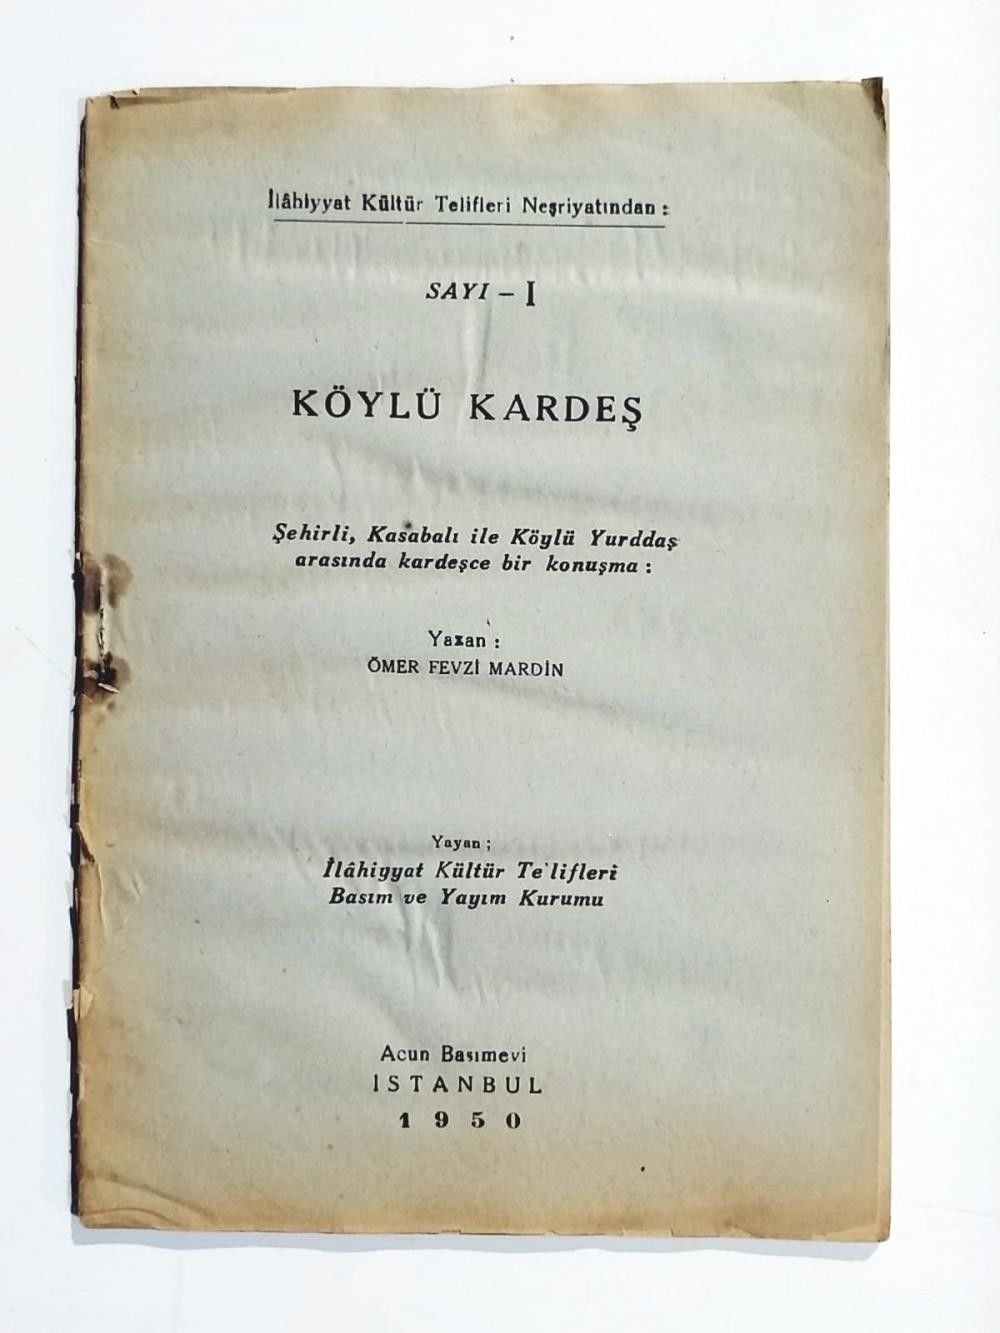 İlâhiyyat Kültür Telifleri Neşriyatından :
SAYI – I
KÖYLÜ KARDEŞ
Şehirli, Kasabalı ile Köylü Yurddaş
arasında kardeşce bir konuşma :
Yazan :
ÖMER FEVZİ MARDİN
Yayan ;
İlâhiyyat Kültür Te'lifleri
Basım ve Yayım Kurumu
Acun Basımevi
İSTANBUL
1950